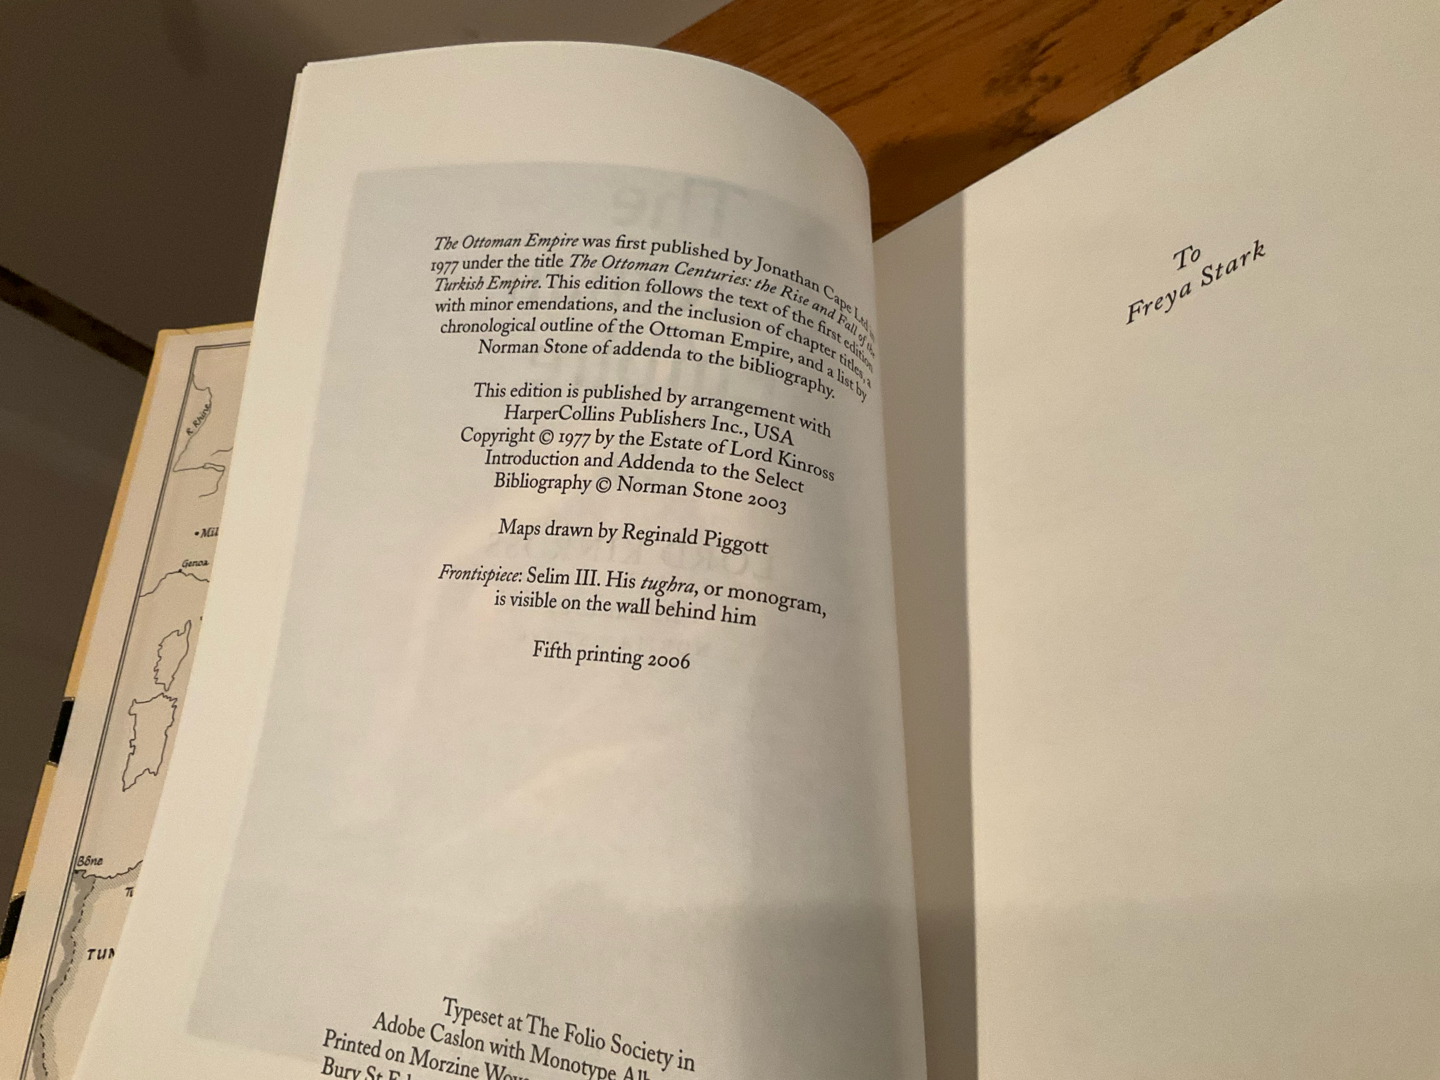 The Ottoman Empire was first published by Jonathan Cape Ltd in
1977 under the title The Ottoman Centuries: the Rise and Fall of the
Turkish Empire. This edition follows the text of the first edition
with minor emendations, and the inclusion of chapter titles, a
chronological outline of the Ottoman Empire, and a list by
Norman Stone of addenda to the bibliography.
This edition is published by arrangement with
HarperCollins Publishers Inc., USA
Copyright © 1977 by the Estate of Lord Kinross
Introduction and Addenda to the Select
Bibliography © Norman Stone 2003
Maps drawn by Reginald Piggott
Frontispiece: Selim III. His tughra, or monogram,
is visible on the wall behind him
Fifth printing 2006
Typeset at The Folio Society in
Adobe Caslon with Monotype
Printed on Morzine
Bury St
To
Freya Stark
R. Rhine
Genoa
Bône